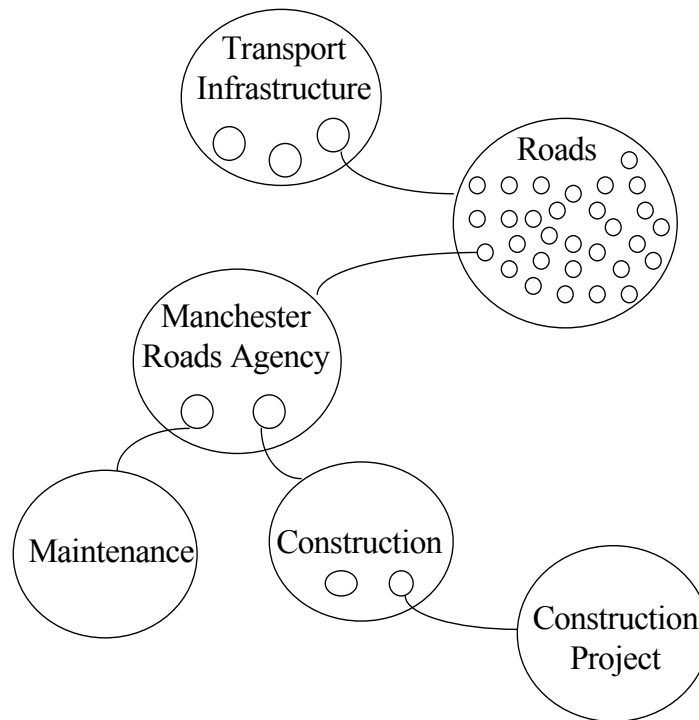 Transport
Infrastructure
Roads
Manchester
Roads Agency
Maintenance
Construction
Construction
Project